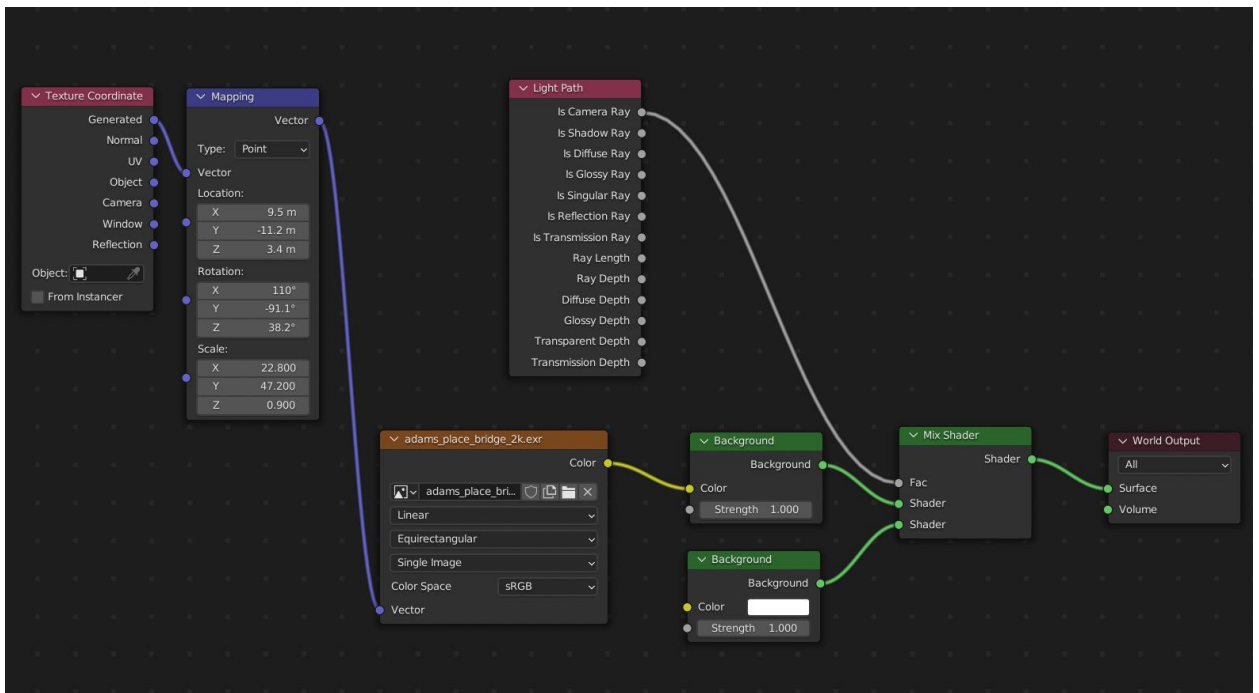 Texture Coordinate
Generated
Normal
UV
Object
Camera
Window
Reflection
Object:
From Instancer
Mapping
Vector
Type: Point
Vector
Location:
X 9.5 m
Y -11.2 m
Z 3.4 m
Rotation:
X 110°
Y -91.1°
Z 38.2°
Scale:
X 22.800
Y 47.200
Z 0.900
Light Path
Is Camera Ray
Is Shadow Ray
Is Diffuse Ray
Is Glossy Ray
Is Singular Ray
Is Reflection Ray
Is Transmission Ray
Ray Length
Ray Depth
Diffuse Depth
Glossy Depth
Transparent Depth
Transmission Depth
adams_place_bridge_2k.exr
Color
adams_place_bri...
Linear
Equirectangular
Single Image
Color Space sRGB
Vector
Background
Background
Color
Strength 1.000
Background
Background
Color
Strength 1.000
Mix Shader
Shader
Fac
Shader
Shader
World Output
All
Surface
Volume